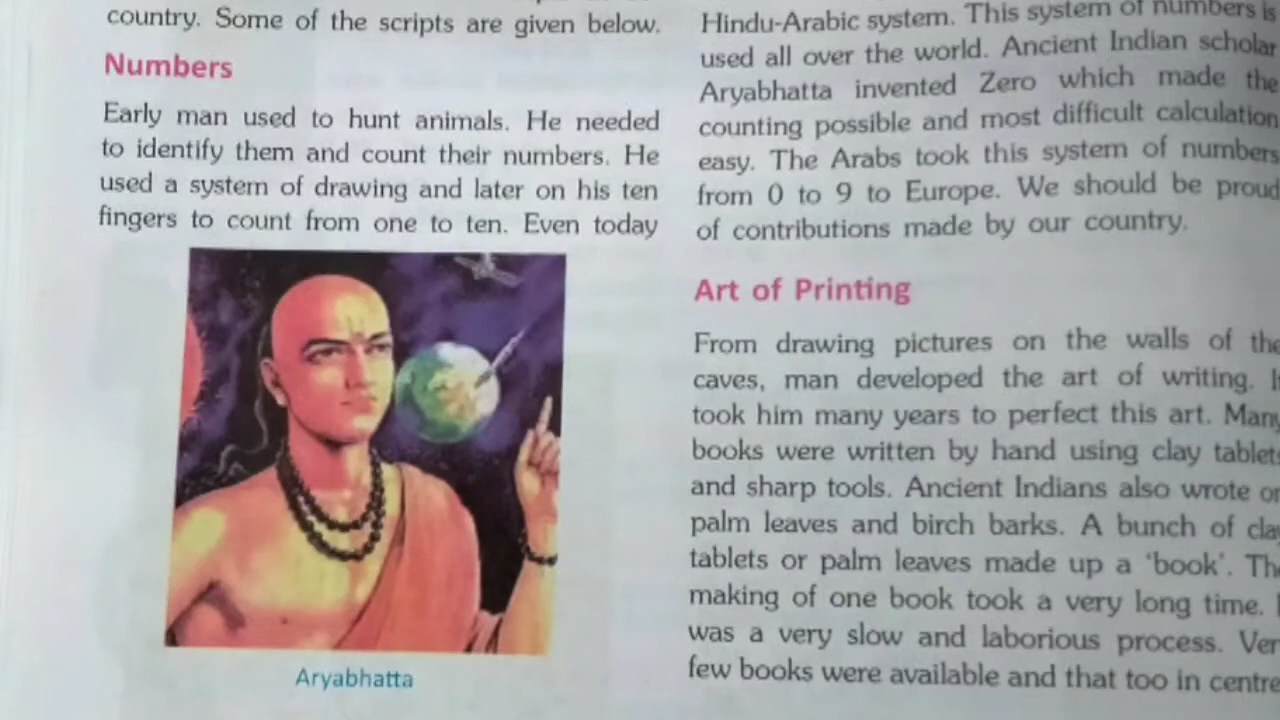 country. Some of the scripts are given below.
Numbers
Early man used to hunt animals. He needed
to identify them and count their numbers. He
used a system of drawing and later on his ten
fingers to count from one to ten. Even today
Aryabhatta
Hindu-Arabic system. This system of numbers is
used all over the world. Ancient Indian scholar
Aryabhatta invented Zero which made the
counting possible and most difficult calculation
easy. The Arabs took this system of numbers
from 0 to 9 to Europe. We should be proud
of contributions made by our country.
Art of Printing
From drawing pictures on the walls of the
caves, man developed the art of writing.
took him many years to perfect this art. Many
books were written by hand using clay tablets
and sharp tools. Ancient Indians also wrote on
palm leaves and birch barks. A bunch of
tablets or palm leaves made up a 'book'. The
making of one book took a very long time.
was a very slow and laborious process.
few books were available and that too in